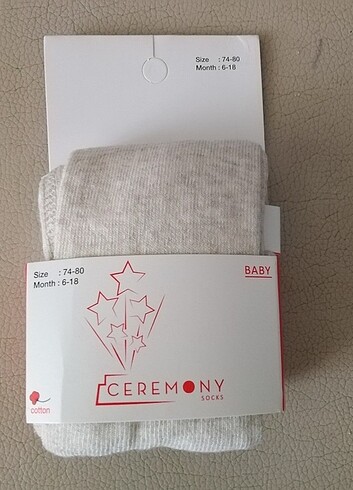 Size : 74-80
Month : 6-18
Size : 74-80
Month : 6-18
BABY
CEREMONY
SOCKS
cotton